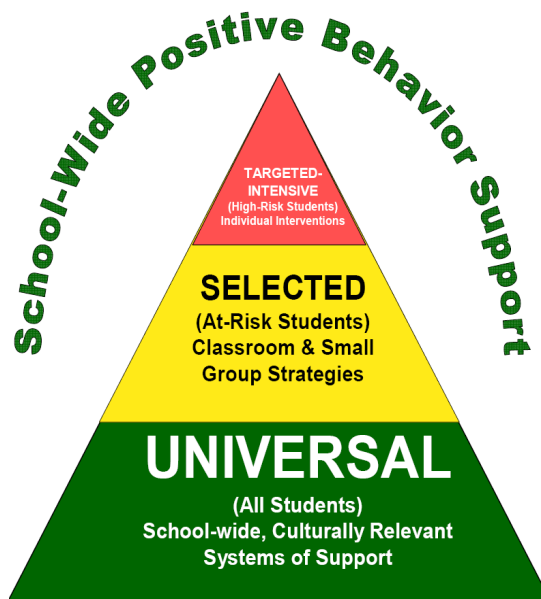 School-Wide Positive Behavior Support
TARGETED-
INTENSIVE
(High-Risk Students)
Individual Interventions
SELECTED
(At-Risk Students)
Classroom & Small
Group Strategies
UNIVERSAL
(All Students)
School-wide, Culturally Relevant
Systems of Support